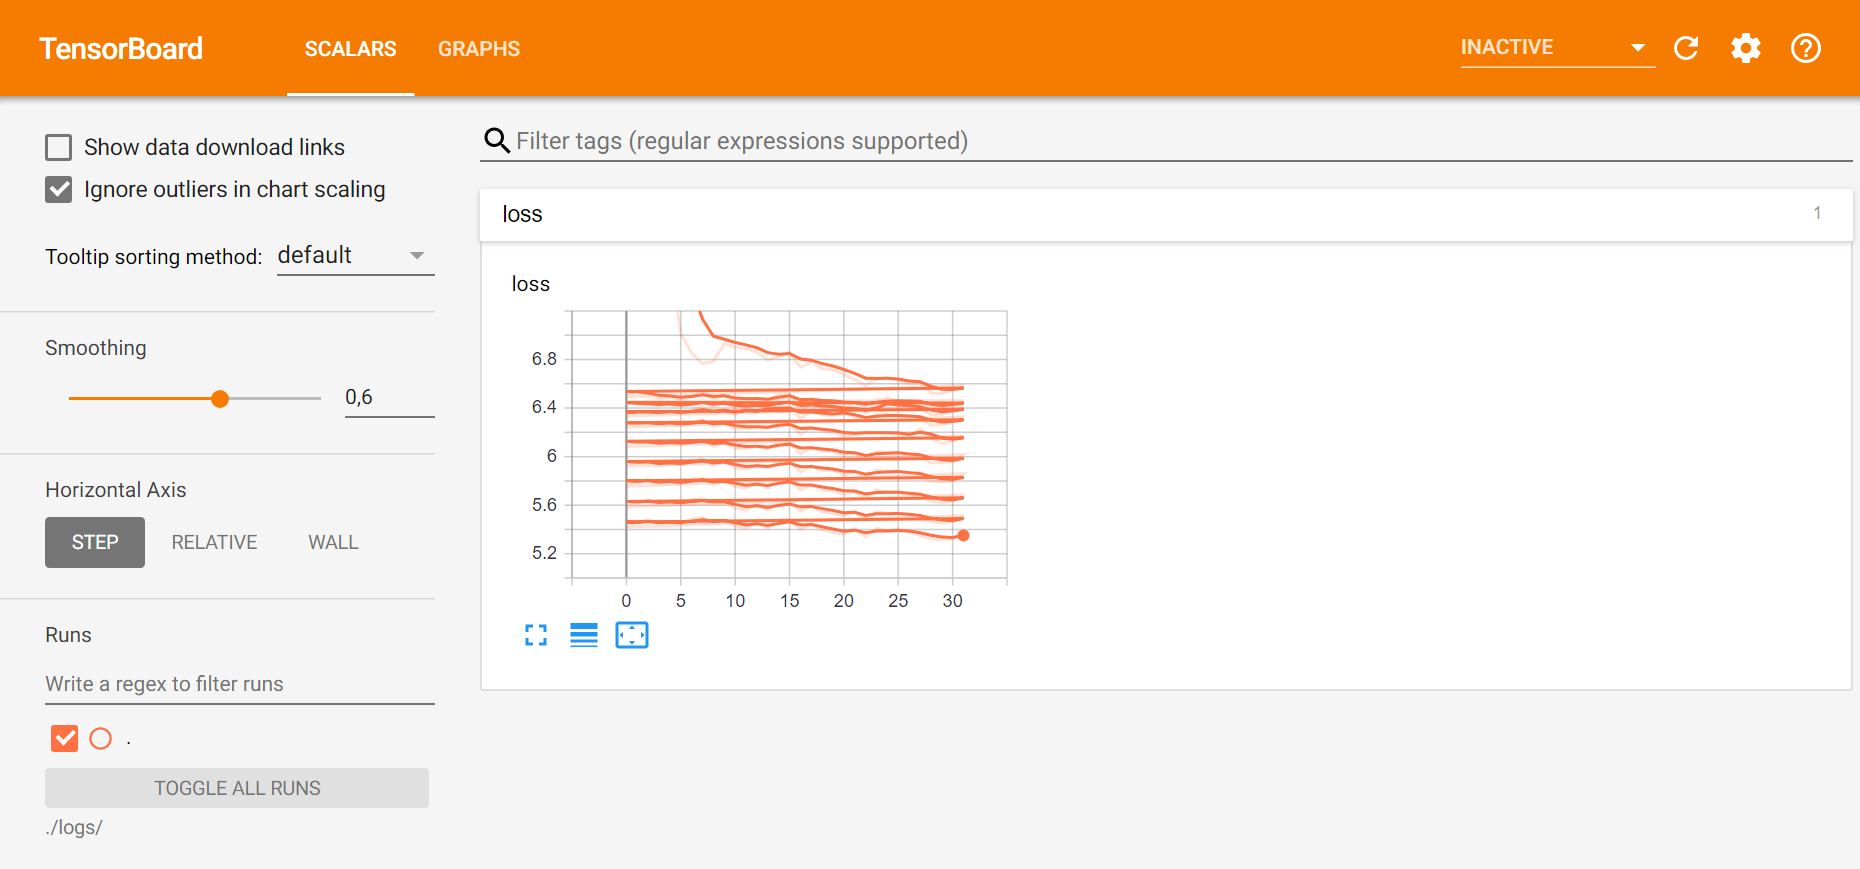 TensorBoard SCALARS GRAPHS INACTIVE
Show data download links
Ignore outliers in chart scaling
Tooltip sorting method: default
Smoothing
0,6
Horizontal Axis
STEP RELATIVE WALL
Runs
Write a regex to filter runs
.
TOGGLE ALL RUNS
./logs/
Filter tags (regular expressions supported)
loss 1
loss
6.8
6.4
6
5.6
5.2
0 5 10 15 20 25 30